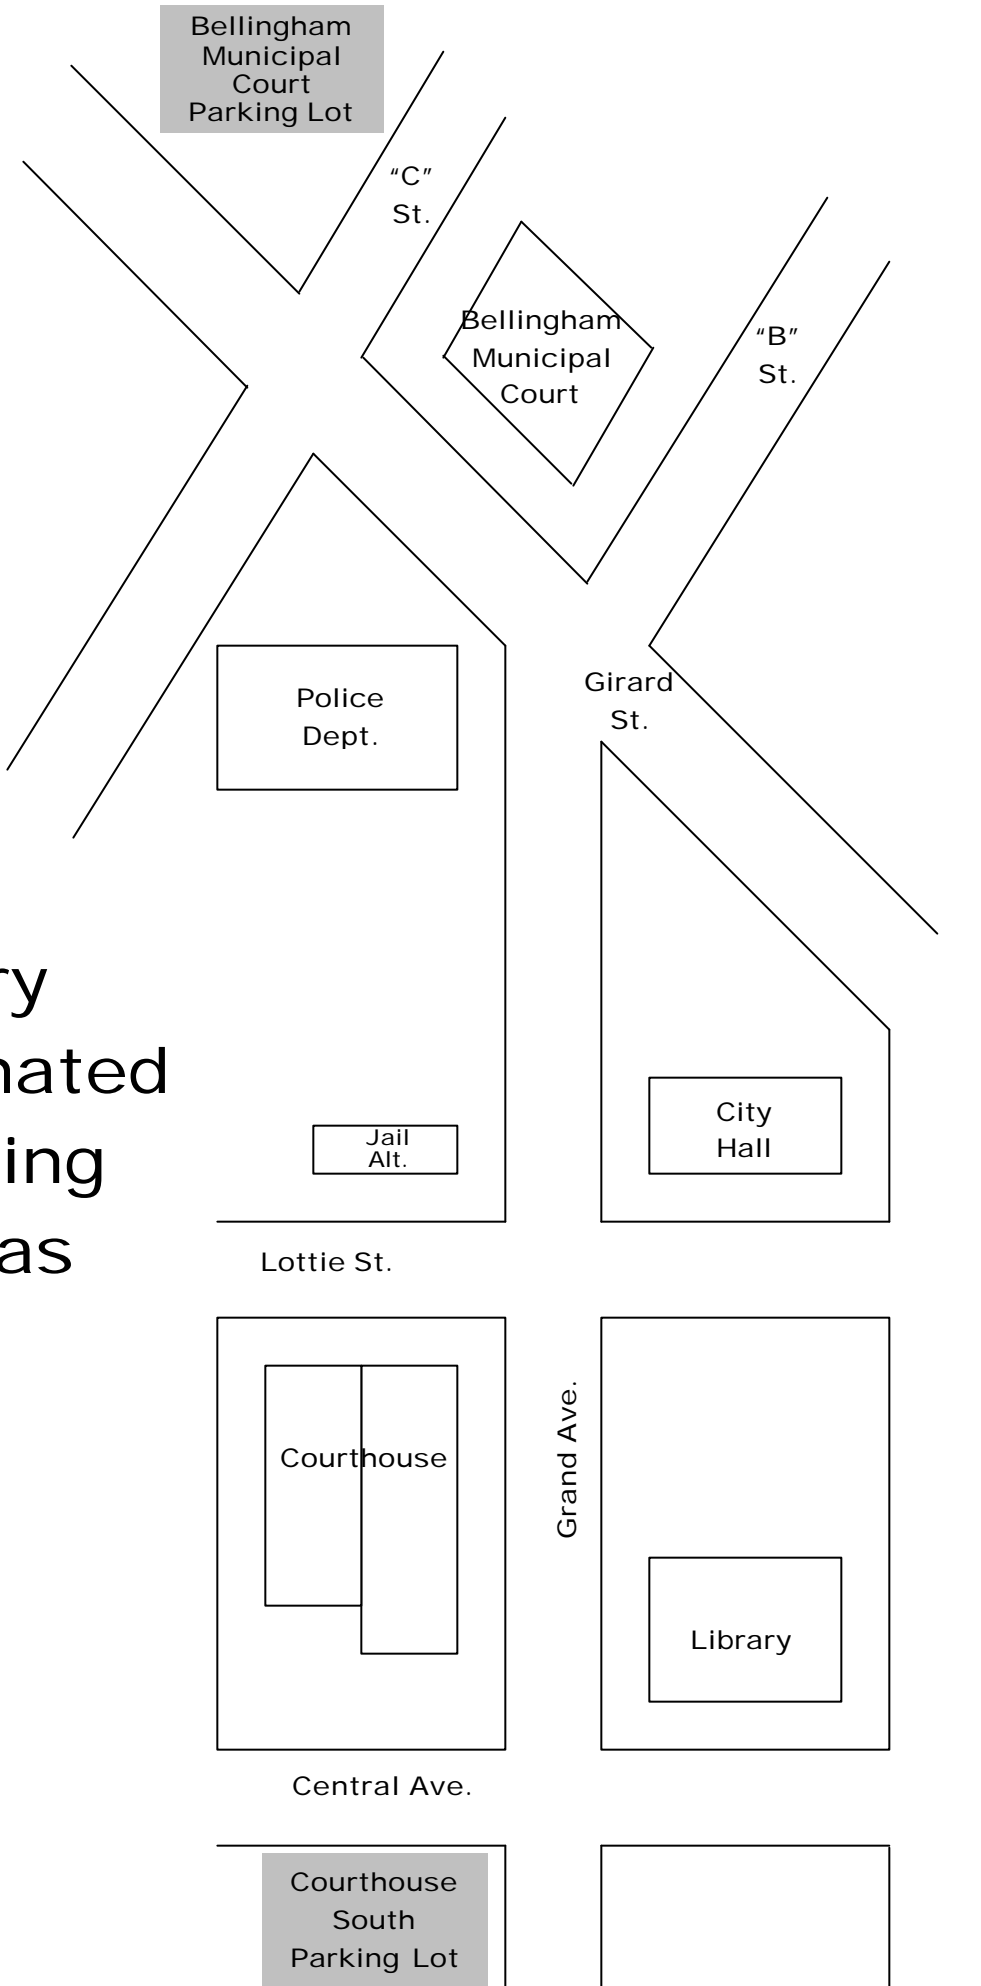 Bellingham
Municipal
Court
Parking Lot
“C”
St.
Bellingham
Municipal
Court
“B”
St.
Girard
St.
Police
Dept.
ry
nated
ing
as
City
Hall
Jail
Alt.
Lottie St.
Grand Ave.
Courthouse
Library
Central Ave.
Courthouse
South
Parking Lot